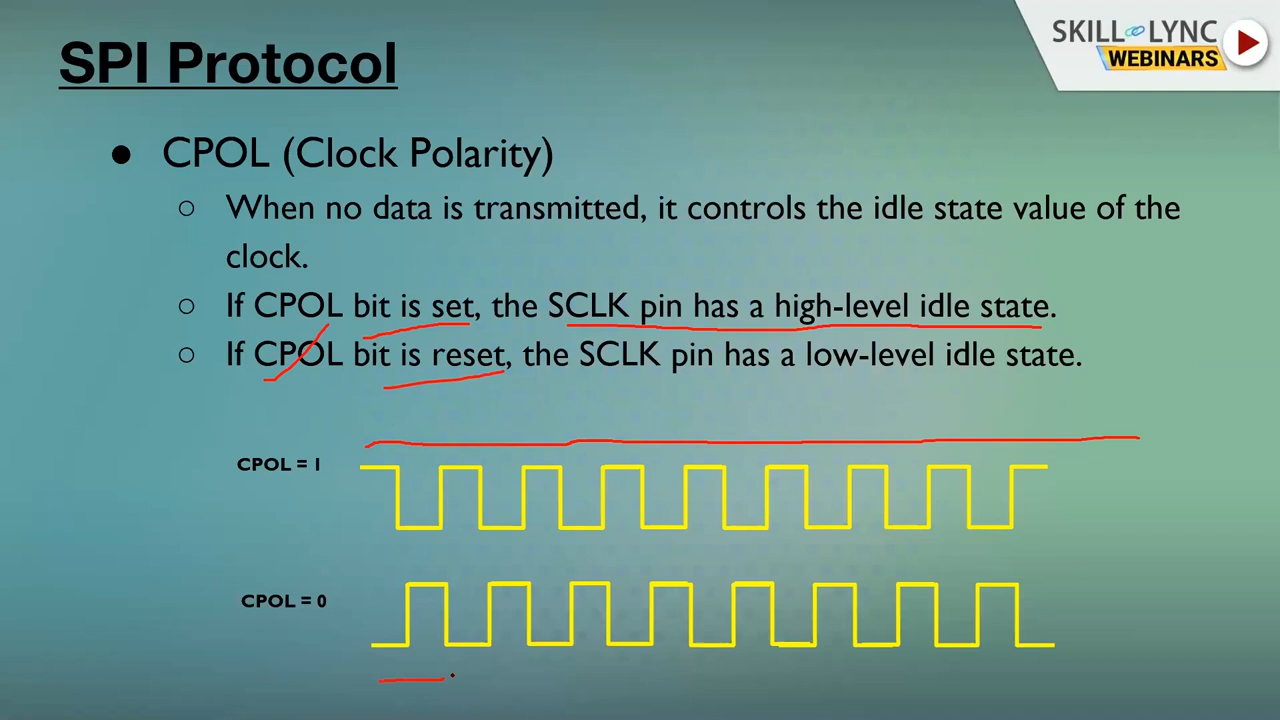 SPI Protocol
SKILL LYNC
WEBINARS
● CPOL (Clock Polarity)
○ When no data is transmitted, it controls the idle state value of the
clock.
○ If CPOL bit is set, the SCLK pin has a high-level idle state.
○ If CPOL bit is reset, the SCLK pin has a low-level idle state.
CPOL = 1
CPOL = 0